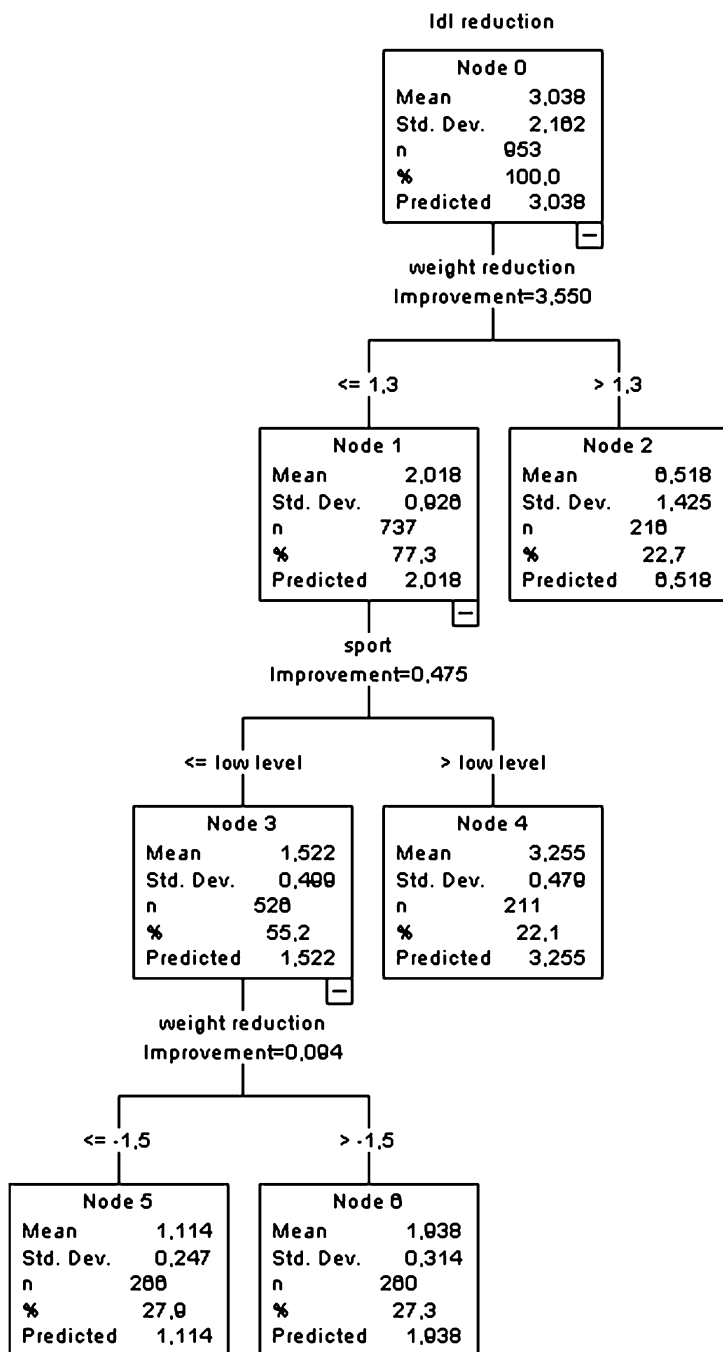 ldl reduction
Node 0
Mean 3,038
Std. Dev. 2,162
n 953
% 100,0
Predicted 3,038
weight reduction
Improvement=3,550
<= 1,3
> 1,3
Node 1
Mean 2,018
Std. Dev. 0,926
n 737
% 77,3
Predicted 2,018
Node 2
Mean 6,518
Std. Dev. 1,425
n 216
% 22,7
Predicted 6,518
sport
Improvement=0,475
<= low level
> low level
Node 3
Mean 1,522
Std. Dev. 0,499
n 526
% 55,2
Predicted 1,522
Node 4
Mean 3,255
Std. Dev. 0,479
n 211
% 22,1
Predicted 3,255
weight reduction
Improvement=0,094
<= -1,5
> -1,5
Node 5
Mean 1,114
Std. Dev. 0,247
n 266
% 27,9
Predicted 1,114
Node 6
Mean 1,938
Std. Dev. 0,314
n 260
% 27,3
Predicted 1,938